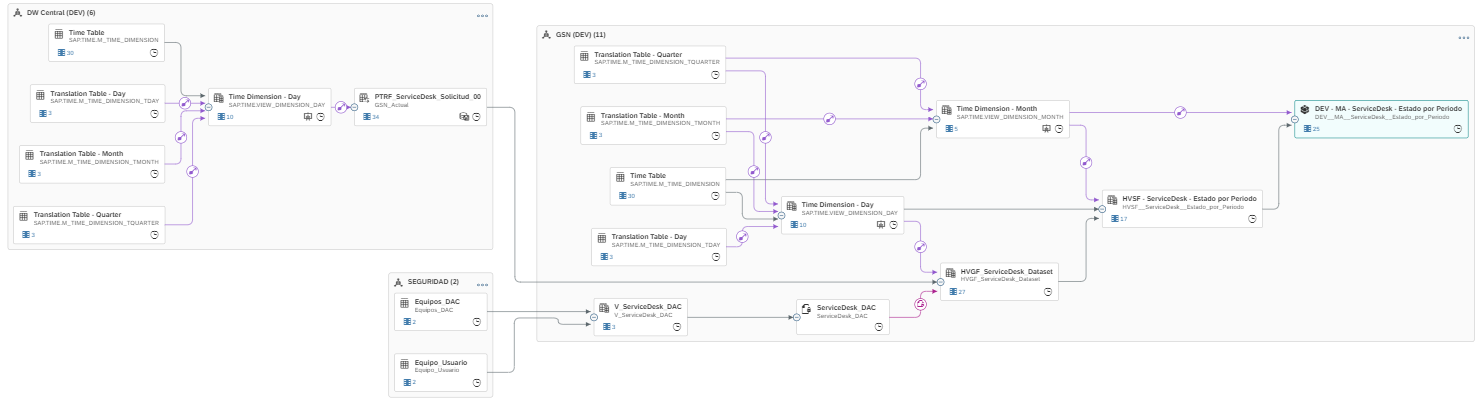 DW Central (DEV) (6)
Time Table
SAP.TIME.M_TIME_DIMENSION
30
Translation Table - Day
SAP.TIME.M_TIME_DIMENSION_TDAY
3
Time Dimension - Day
SAP.TIME.VIEW_DIMENSION_DAY
10
PTRF_ServiceDesk_Solicitud_00
GSN_Actual
34
Translation Table - Month
SAP.TIME.M_TIME_DIMENSION_TMONTH
3
Translation Table - Quarter
SAP.TIME.M_TIME_DIMENSION_TQUARTER
3
SEGURIDAD (2)
Equipos_DAC
Equipos_DAC
2
Equipo_Usuario
Equipo_Usuario
2
GSN (DEV) (11)
Translation Table - Quarter
SAP.TIME.M_TIME_DIMENSION_TQUARTER
3
Translation Table - Month
SAP.TIME.M_TIME_DIMENSION_TMONTH
3
Time Table
SAP.TIME.M_TIME_DIMENSION
30
Translation Table - Day
SAP.TIME.M_TIME_DIMENSION_TDAY
3
V_ServiceDesk_DAC
V_ServiceDesk_DAC
3
Time Dimension - Day
SAP.TIME.VIEW_DIMENSION_DAY
10
ServiceDesk_DAC
ServiceDesk_DAC
Time Dimension - Month
SAP.TIME.VIEW_DIMENSION_MONTH
5
HVGF_ServiceDesk_Dataset
HVGF_ServiceDesk_Dataset
27
HVSF - ServiceDesk - Estado por Periodo
HVSF__ServiceDesk__Estado_por_Periodo
17
DEV - MA - ServiceDesk - Estado por Periodo
DEV__MA__ServiceDesk__Estado_por_Periodo
25